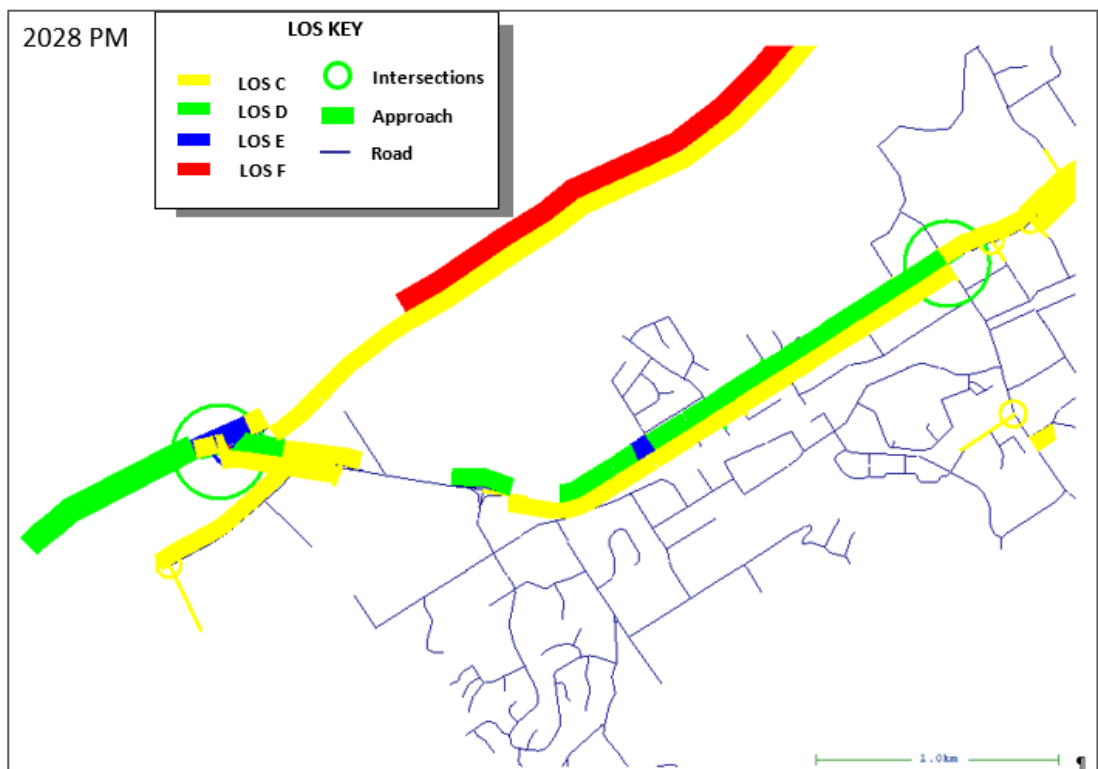 2028 PM
LOS KEY
LOS C
LOS D
LOS E
LOS F
Intersections
Approach
Road
1.0km
¶